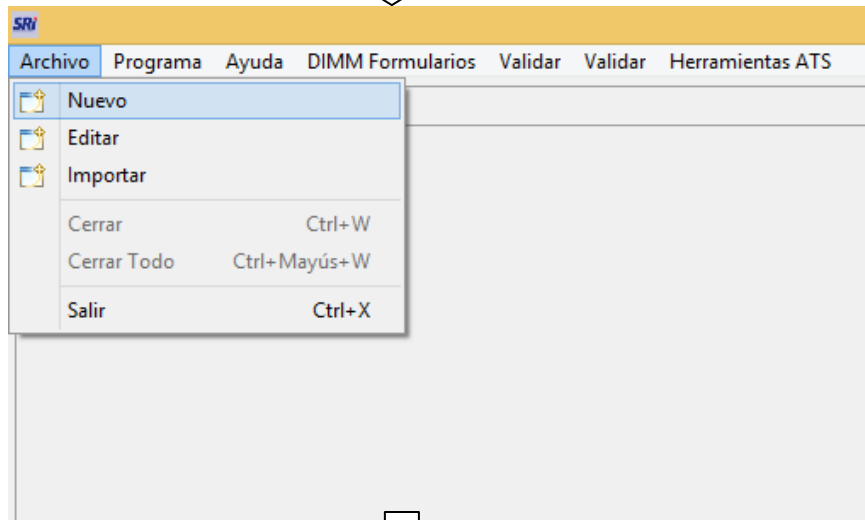 SRi
Archivo Programa Ayuda DIMM Formularios Validar Validar Herramientas ATS
Nuevo
Editar
Importar
Cerrar Ctrl+W
Cerrar Todo Ctrl+Mayús+W
Salir Ctrl+X